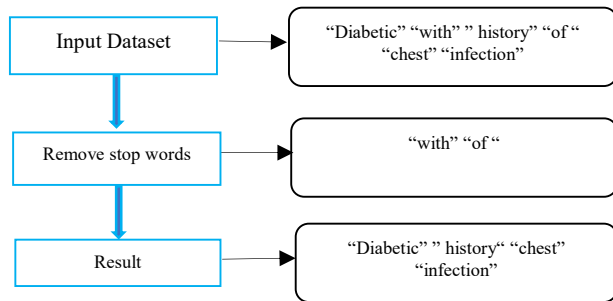 Input Dataset
“Diabetic” “with” ” history” “of “
“chest” “infection”
Remove stop words
“with” “of “
Result
“Diabetic” ” history“ “chest”
“infection”